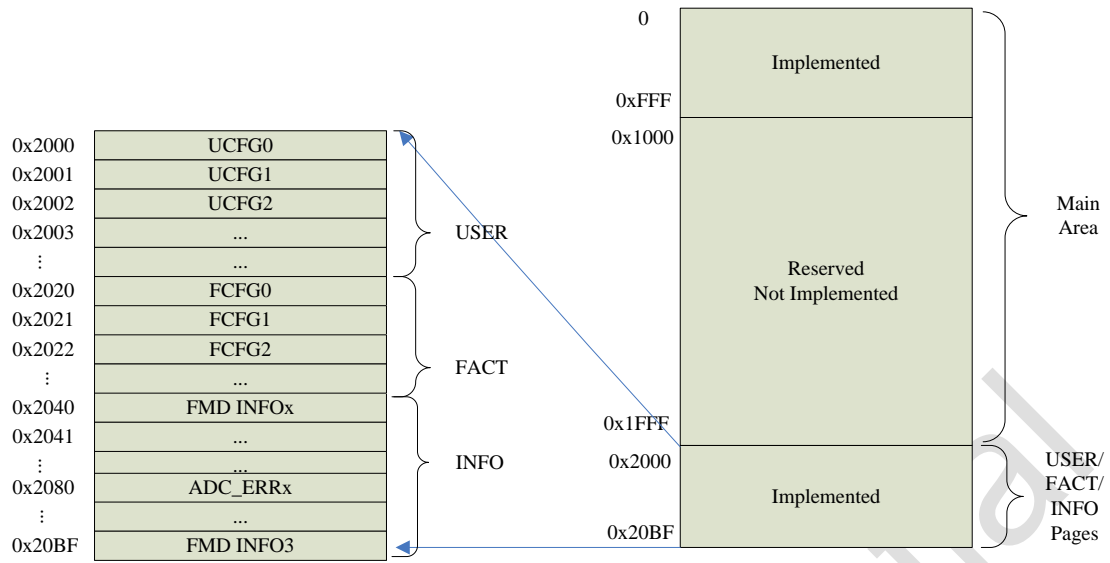 0x2000 UCFG0
0x2001 UCFG1
0x2002 UCFG2
0x2003 ...
⋮ ...
0x2020 FCFG0
0x2021 FCFG1
0x2022 FCFG2
⋮ ...
0x2040 FMD INFOx
0x2041 ...
⋮ ...
0x2080 ADC_ERRx
⋮ ...
0x20BF FMD INFO3
USER
FACT
INFO
0
Implemented
0xFFF
0x1000
Reserved
Not Implemented
0x1FFF
0x2000
Implemented
0x20BF
Main
Area
USER/
FACT/
INFO
Pages